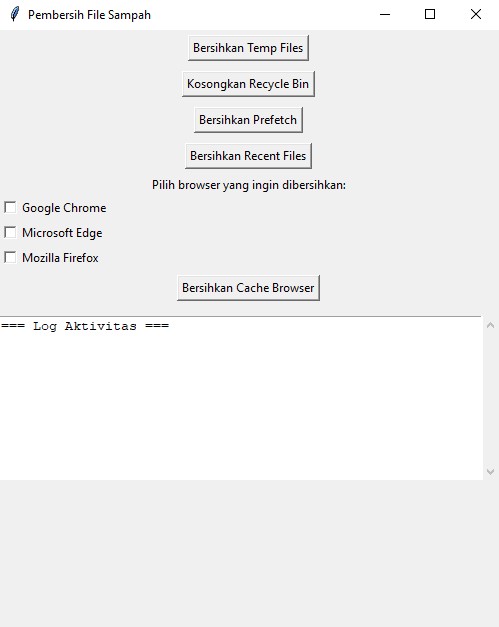 Pembersih File Sampah
Bersihkan Temp Files
Kosongkan Recycle Bin
Bersihkan Prefetch
Bersihkan Recent Files
Pilih browser yang ingin dibersihkan:
Google Chrome
Microsoft Edge
Mozilla Firefox
Bersihkan Cache Browser
=== Log Aktivitas ===